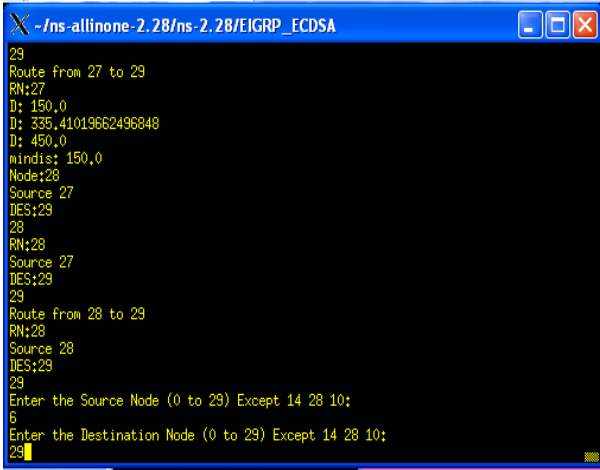 ~/ns-allinone-2.28/ns-2.28/EIGRP_ECDSA
29
Route from 27 to 29
RN:27
D: 150.0
D: 335.41019662496848
D: 450.0
mindis: 150.0
Node:28
Source 27
DES:29
28
RN:28
Source 27
DES:29
29
Route from 28 to 29
RN:28
Source 28
DES:29
29
Enter the Source Node (0 to 29) Except 14 28 10:
6
Enter the Destination Node (0 to 29) Except 14 28 10:
29